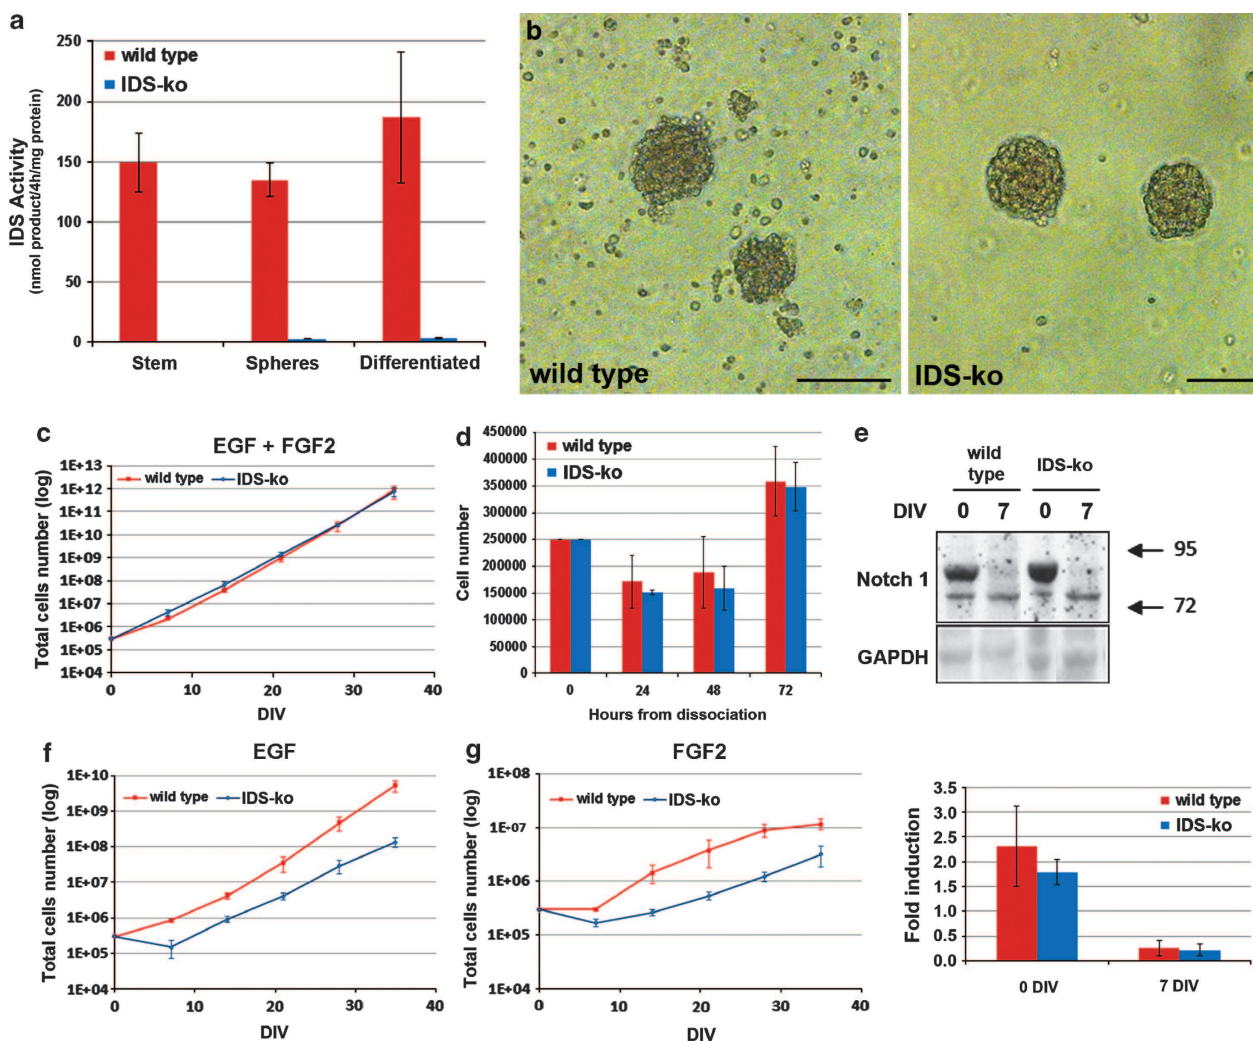 a
250
200
150
100
50
0
IDS Activity
(nmol product/4h/mg protein)
wild type
IDS-ko
Stem
Spheres
Differentiated
b
wild type
IDS-ko
c
EGF + FGF2
1E+13
1E+12
1E+11
1E+10
1E+09
1E+08
1E+07
1E+06
1E+05
1E+04
Total cells number (log)
wild type
IDS-ko
0
10
20
30
40
DIV
d
450000
400000
350000
300000
250000
200000
150000
100000
50000
0
Cell number
wild type
IDS-ko
0
24
48
72
Hours from dissociation
e
wild
type
IDS-ko
DIV
0
7
0
7
Notch 1
95
72
GAPDH
f
EGF
1E+10
1E+09
1E+08
1E+07
1E+06
1E+05
1E+04
Total cells number (log)
wild type
IDS-ko
0
10
20
30
40
DIV
g
FGF2
1E+08
1E+07
1E+06
1E+05
1E+04
Total cells number (log)
wild type
IDS-ko
0
10
20
30
40
DIV
3.5
3.0
2.5
2.0
1.5
1.0
0.5
0.0
Fold induction
wild type
IDS-ko
0 DIV
7 DIV